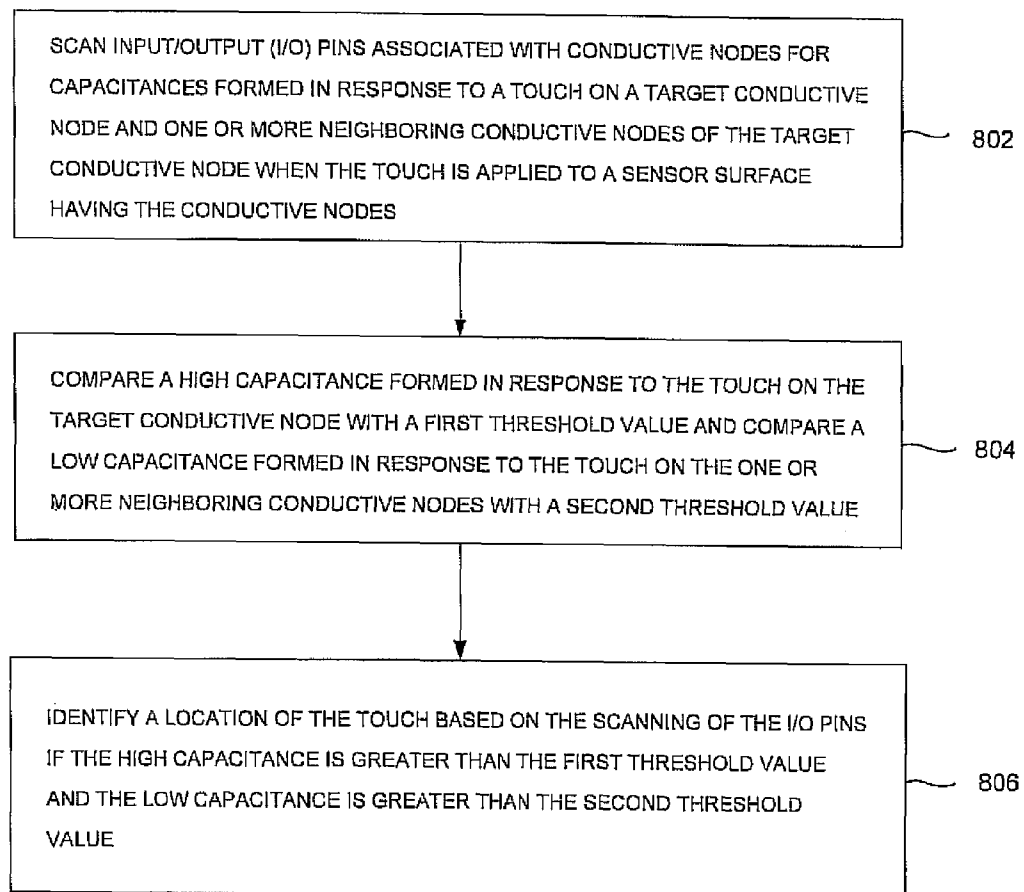 SCAN INPUT/OUTPUT (I/O) PINS ASSOCIATED WITH CONDUCTIVE NODES FOR
CAPACITANCES FORMED IN RESPONSE TO A TOUCH ON A TARGET CONDUCTIVE
NODE AND ONE OR MORE NEIGHBORING CONDUCTIVE NODES OF THE TARGET
CONDUCTIVE NODE WHEN THE TOUCH IS APPLIED TO A SENSOR SURFACE
HAVING THE CONDUCTIVE NODES
802
COMPARE A HIGH CAPACITANCE FORMED IN RESPONSE TO THE TOUCH ON THE
TARGET CONDUCTIVE NODE WITH A FIRST THRESHOLD VALUE AND COMPARE A
LOW CAPACITANCE FORMED IN RESPONSE TO THE TOUCH ON THE ONE OR
MORE NEIGHBORING CONDUCTIVE NODES WITH A SECOND THRESHOLD VALUE
804
IDENTIFY A LOCATION OF THE TOUCH BASED ON THE SCANNING OF THE I/O PINS
IF THE HIGH CAPACITANCE IS GREATER THAN THE FIRST THRESHOLD VALUE
AND THE LOW CAPACITANCE IS GREATER THAN THE SECOND THRESHOLD
VALUE
806